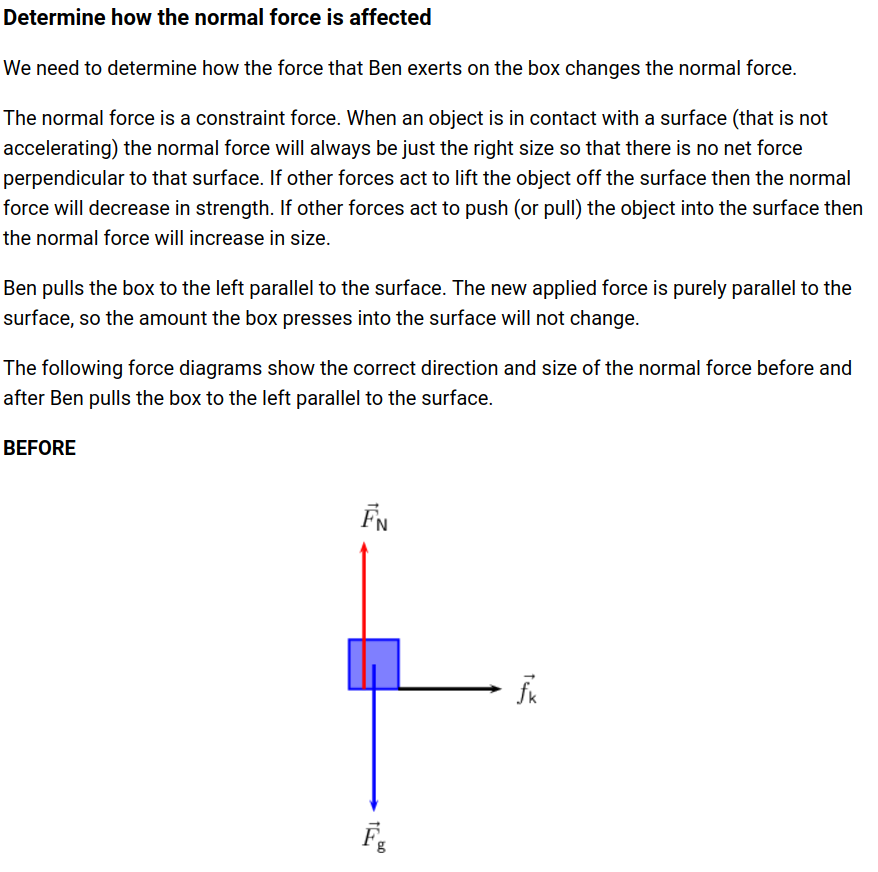 Determine how the normal force is affected
We need to determine how the force that Ben exerts on the box changes the normal force.
The normal force is a constraint force. When an object is in contact with a surface (that is not
accelerating) the normal force will always be just the right size so that there is no net force
perpendicular to that surface. If other forces act to lift the object off the surface then the normal
force will decrease in strength. If other forces act to push (or pull) the object into the surface then
the normal force will increase in size.
Ben pulls the box to the left parallel to the surface. The new applied force is purely parallel to the
surface, so the amount the box presses into the surface will not change.
The following force diagrams show the correct direction and size of the normal force before and
after Ben pulls the box to the left parallel to the surface.
BEFORE
$\vec{F}_N$
$\vec{f}_k$
$\vec{F}_g$